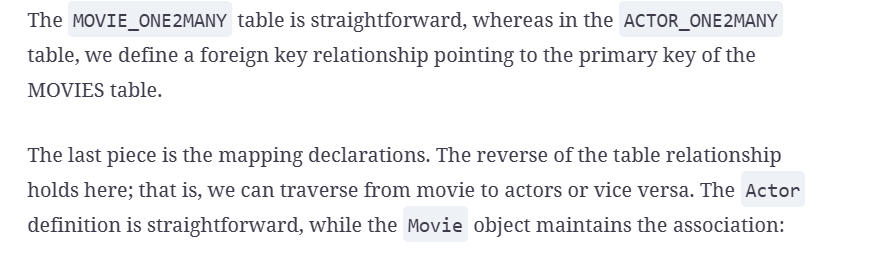 The MOVIE_ONE2MANY table is straightforward, whereas in the ACTOR_ONE2MANY
table, we define a foreign key relationship pointing to the primary key of the
MOVIES table.
The last piece is the mapping declarations. The reverse of the table relationship
holds here; that is, we can traverse from movie to actors or vice versa. The Actor
definition is straightforward, while the Movie object maintains the association: